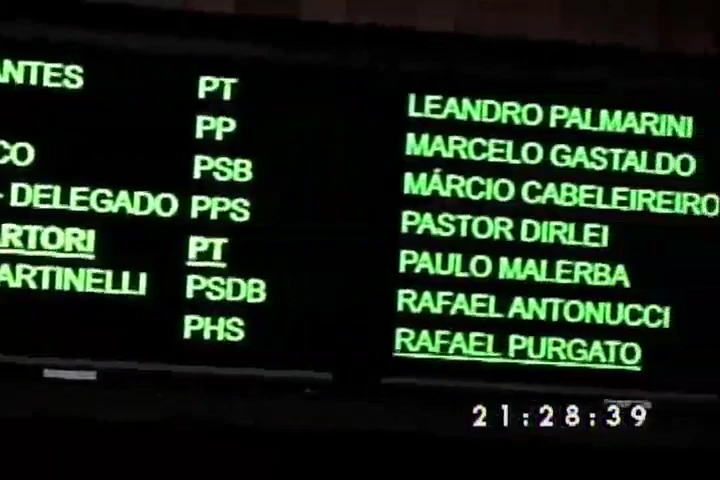 ANTES PT
PP
CO PSB
- DELEGADO PPS
ARTORI PT
ARTINELLI PSDB
PHS
LEANDRO PALMARINI
MARCELO GASTALDO
MÁRCIO CABELEIREIRO
PASTOR DIRLEI
PAULO MALERBA
RAFAEL ANTONUCCI
RAFAEL PURGATO
21:28:39